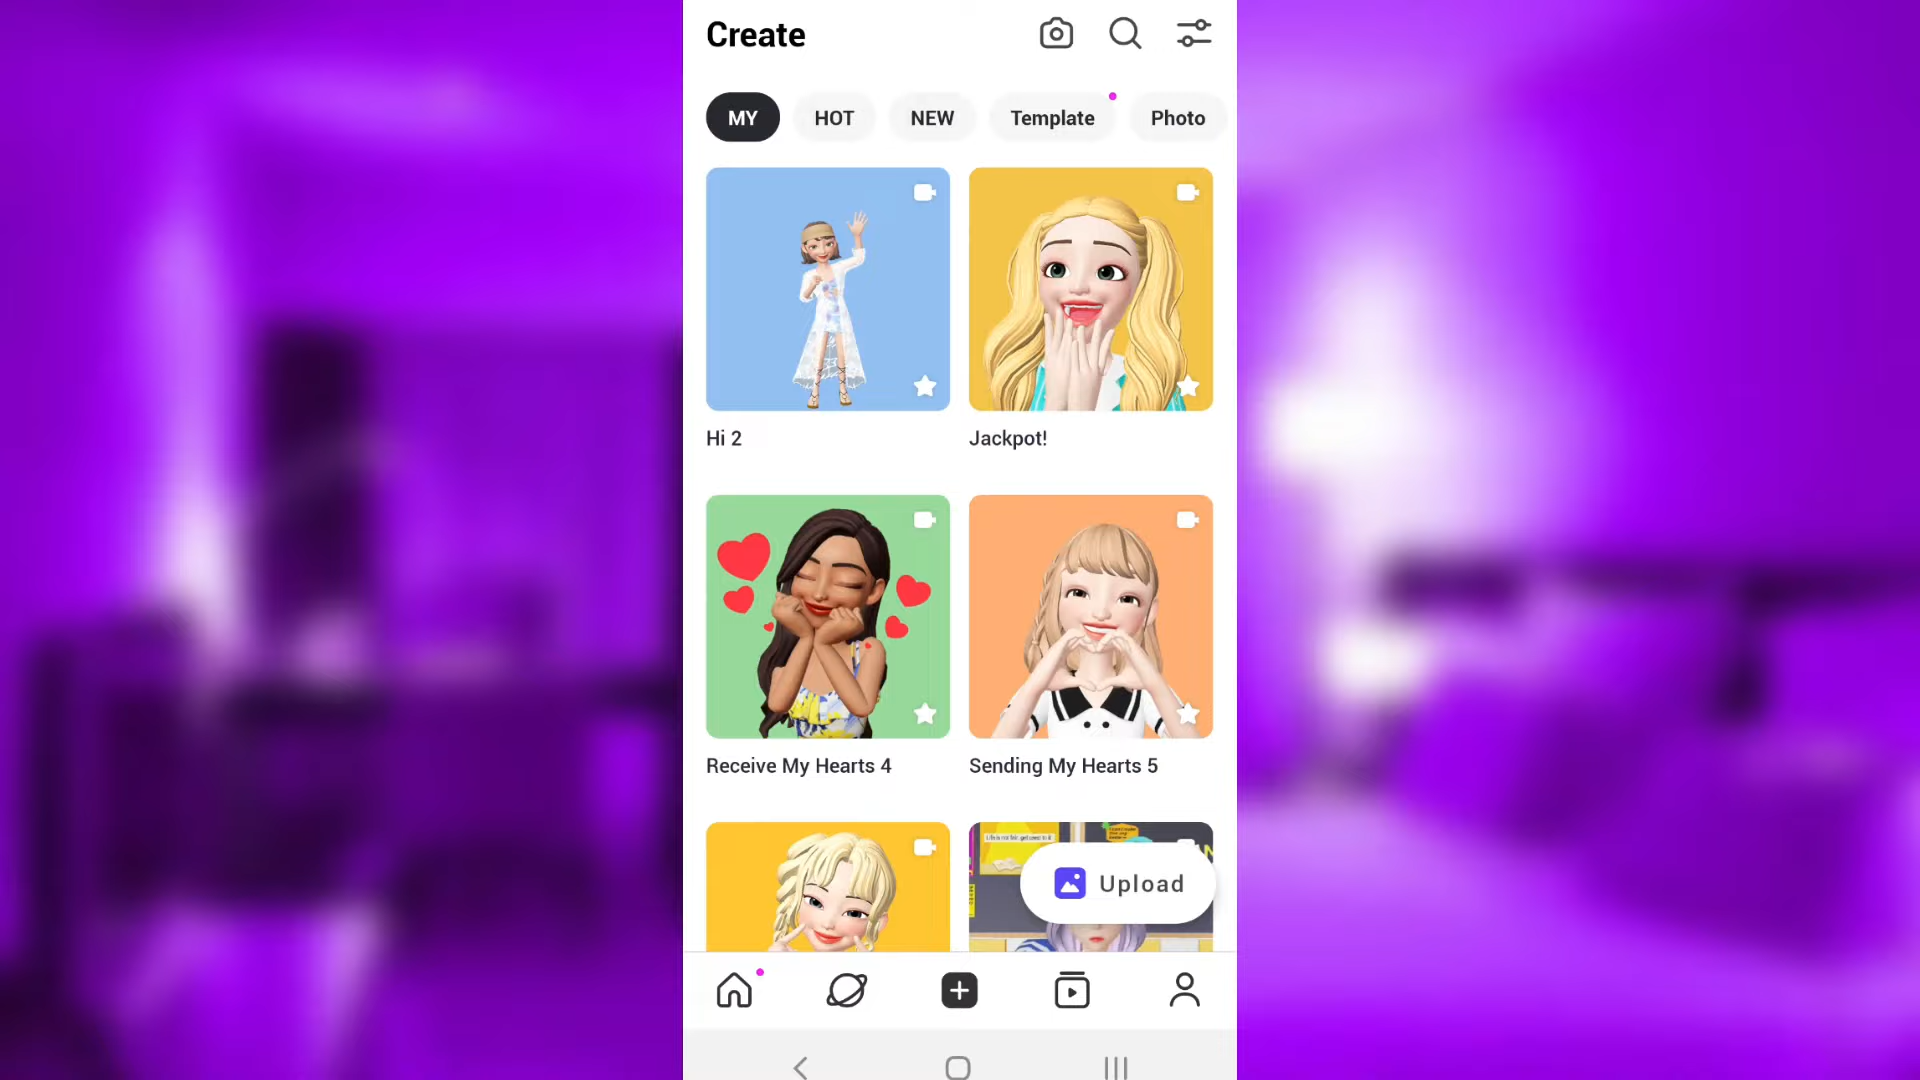 Create
MY
HOT
NEW
Template
Photo
Hi 2
Jackpot!
Receive My Hearts 4
Sending My Hearts 5
Upload